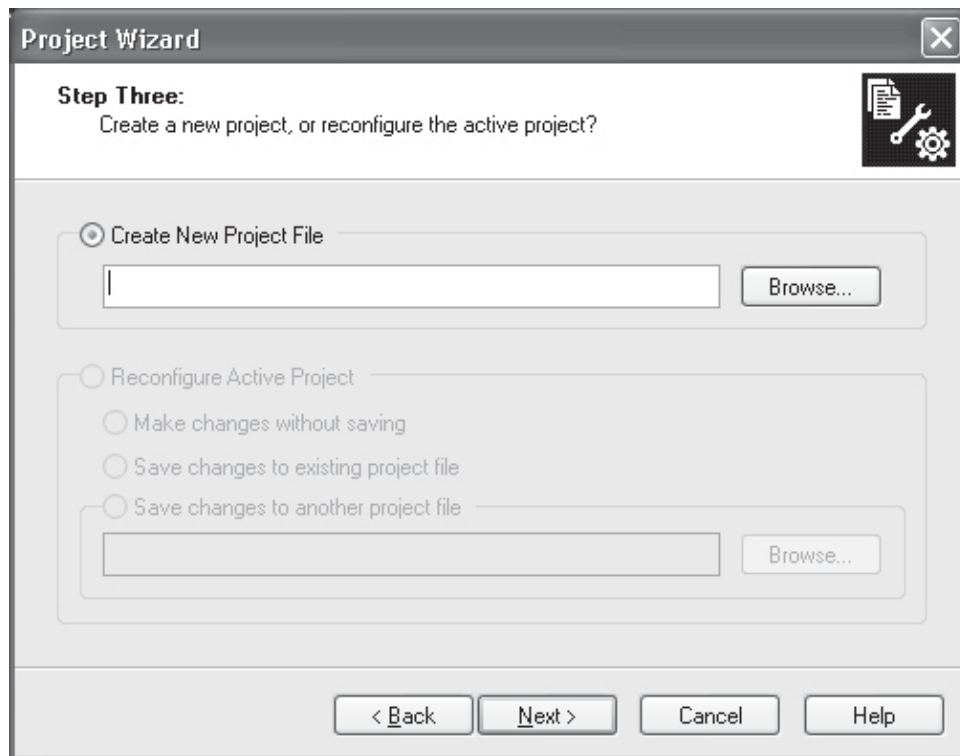 Project Wizard
Step Three:
Create a new project, or reconfigure the active project?
Create New Project File
Browse...
Reconfigure Active Project
Make changes without saving
Save changes to existing project file
Save changes to another project file
Browse...
< Back Next > Cancel Help